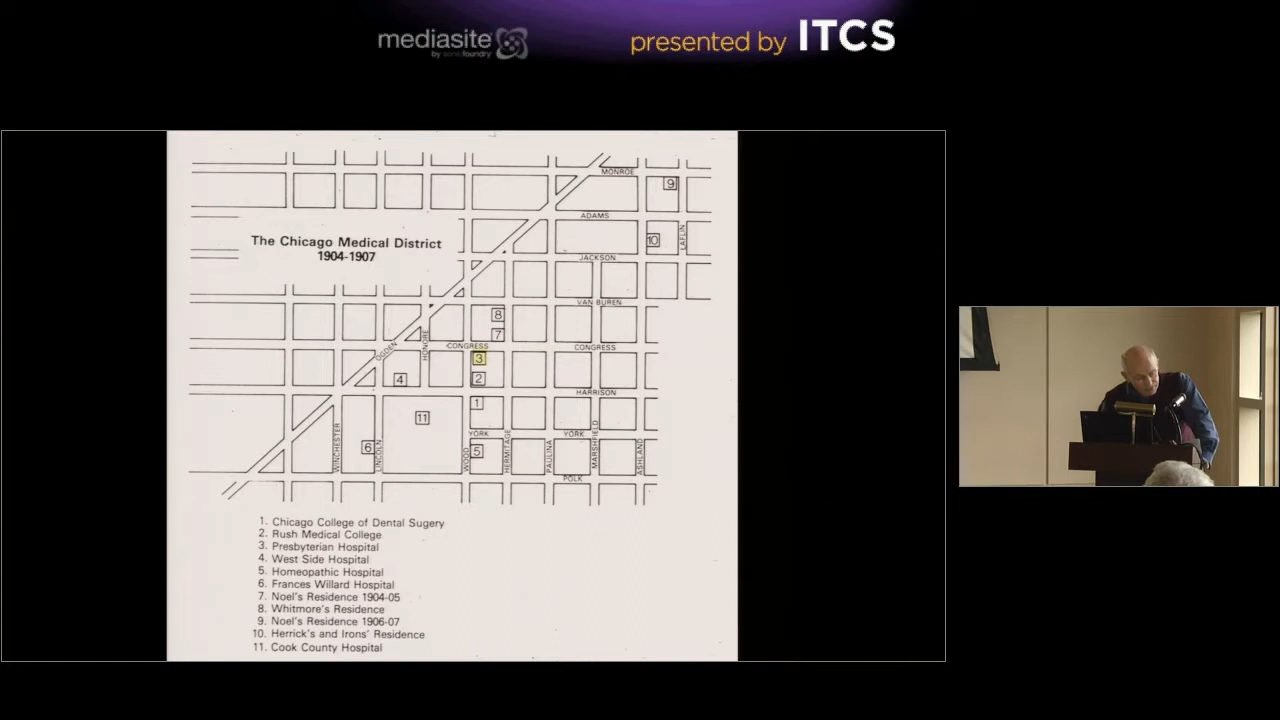 mediasite
by sonicfoundry
presented by ITCS
MONROE
9
ADAMS
The Chicago Medical District
1904-1907
10
LAFLIN
JACKSON
VAN BUREN
8
7
OGDEN
HONORE
CONGRESS
CONGRESS
3
4
2
HARRISON
1
11
WINCHESTER
6
LINCOLN
YORK
YORK
WOOD
5
HERMITAGE
PAULINA
MARSHFIELD
ASHLAND
POLK
1. Chicago College of Dental Sugery
2. Rush Medical College
3. Presbyterian Hospital
4. West Side Hospital
5. Homeopathic Hospital
6. Frances Willard Hospital
7. Noel's Residence 1904-05
8. Whitmore's Residence
9. Noel's Residence 1906-07
10. Herrick's and Irons' Residence
11. Cook County Hospital